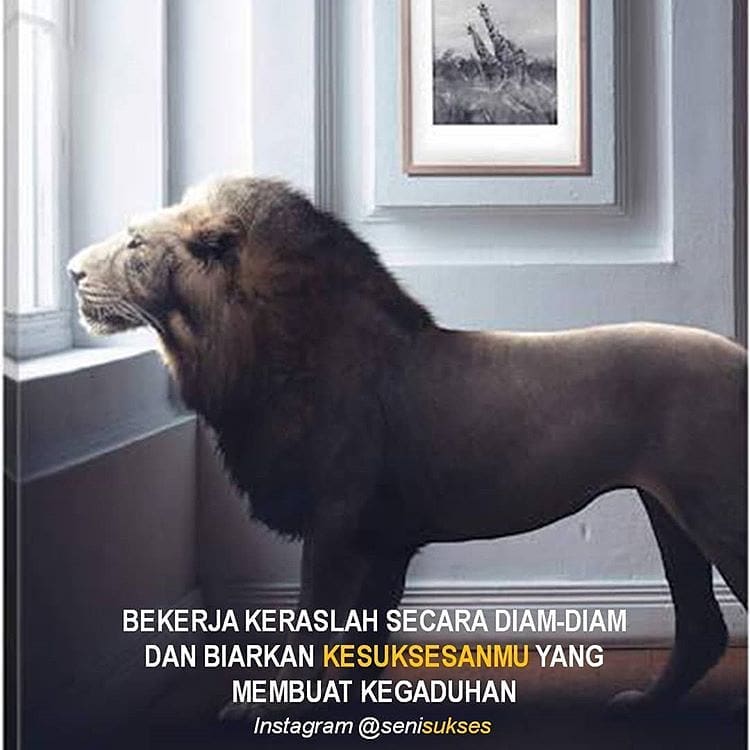 BEKERJA KERASLAH SECARA DIAM-DIAM
DAN BIARKAN KESUKSESANMU YANG
MEMBUAT KEGADUHAN
Instagram @senisukses